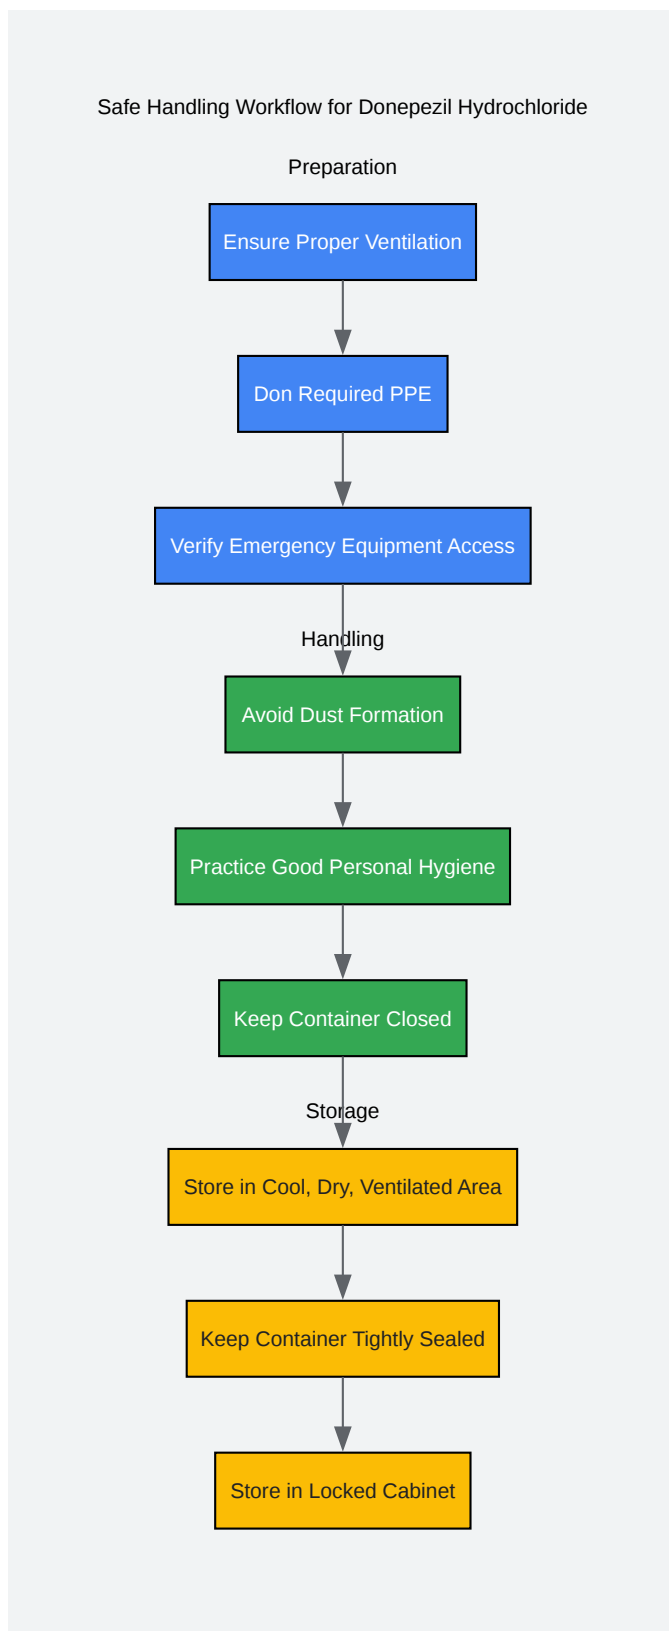 Safe Handling Workflow for Donepezil Hydrochloride
Preparation
Ensure Proper Ventilation
Don Required PPE
Verify Emergency Equipment Access
Handling
Avoid Dust Formation
Practice Good Personal Hygiene
Keep Container Closed
Storage
Store in Cool, Dry, Ventilated Area
Keep Container Tightly Sealed
Store in Locked Cabinet